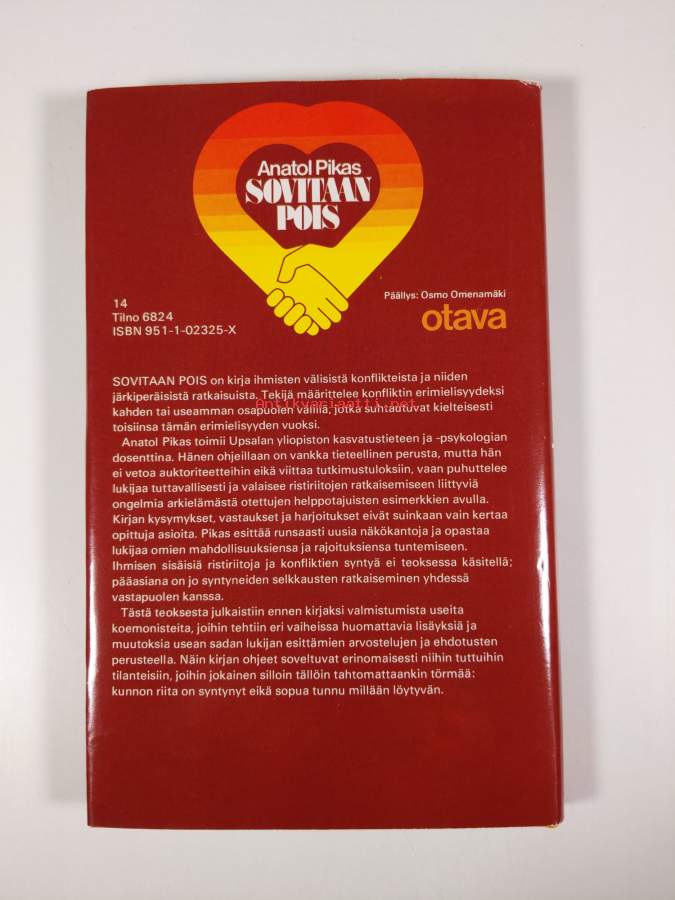 Anatol Pikas
SOVITAAN
POIS
14
Tilno 6824
ISBN 951-1-02325-X
Päällys: Osmo Omenamäki
otava
SOVITAAN POIS on kirja ihmisten välisistä konflikteista ja niiden
järkiperäisistä ratkaisuista. Tekijä määrittelee konfliktin erimielisyydeksi
kahden tai useamman osapuolen välillä, jotka suhtautuvat kielteisesti
toisiinsa tämän erimielisyyden vuoksi.
Anatol Pikas toimii Upsalan yliopiston kasvatustieteen ja -psykologian
dosenttina. Hänen ohjeillaan on vankka tieteellinen perusta, mutta hän
ei vetoa auktoriteetteihin eikä viittaa tutkimustuloksiin, vaan puhuttelee
lukijaa tuttavallisesti ja valaisee ristiriitojen ratkaisemiseen liittyviä
ongelmia arkielämästä otettujen helppotajuisten esimerkkien avulla.
Kirjan kysymykset, vastaukset ja harjoitukset eivät suinkaan vain kertaa
opittuja asioita. Pikas esittää runsaasti uusia näkökantoja ja opastaa
lukijaa omien mahdollisuuksiensa ja rajoituksiensa tuntemiseen.
Ihmisen sisäisiä ristiriitoja ja konfliktien syntyä ei teoksessa käsitellä;
pääasiana on jo syntyneiden selkkausten ratkaiseminen yhdessä
vastapuolen kanssa.
Tästä teoksesta julkaistiin ennen kirjaksi valmistumista useita
koemonisteita, joihin tehtiin eri vaiheissa huomattavia lisäyksiä ja
muutoksia usean sadan lukijan esittämien arvostelujen ja ehdotusten
perusteella. Näin kirjan ohjeet soveltuvat erinomaisesti niihin tuttuihin
tilanteisiin, joihin jokainen silloin tällöin tahtomattaankin törmää:
kunnon riita on syntynyt eikä sopua tunnu millään löytyvän.